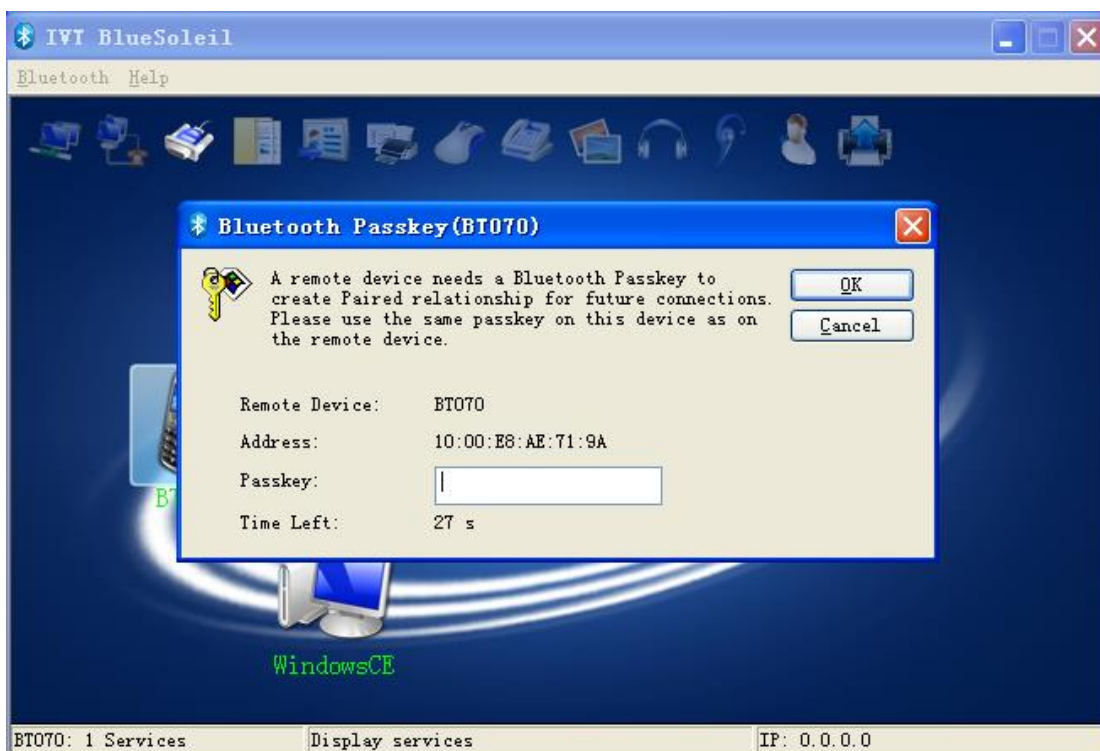 IVT BlueSoleil
Bluetooth Help
Bluetooth Passkey(BT070)
A remote device needs a Bluetooth Passkey to
create Paired relationship for future connections.
Please use the same passkey on this device as on
the remote device.
OK
Cancel
Remote Device: BT070
Address: 10:00:E8:AE:71:9A
Passkey:
Time Left: 27 s
WindowsCE
BT070: 1 Services Display services IP: 0.0.0.0